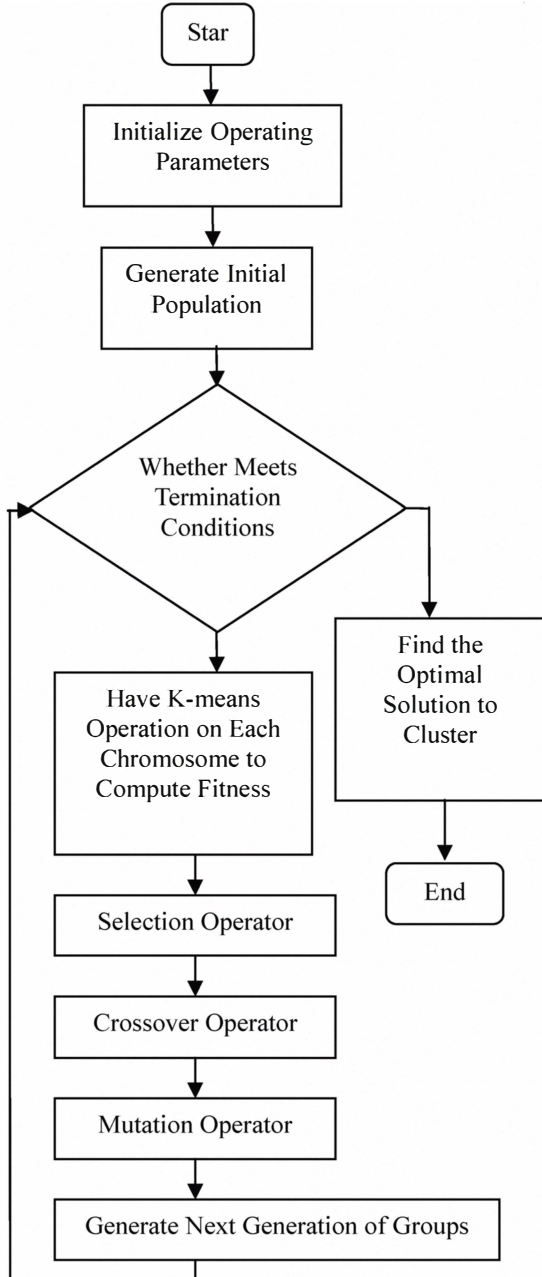 Star
Initialize Operating
Parameters
Generate Initial
Population
Whether Meets
Termination
Conditions
Find the
Optimal
Solution to
Cluster
Have K-means
Operation on Each
Chromosome to
Compute Fitness
End
Selection Operator
Crossover Operator
Mutation Operator
Generate Next Generation of Groups